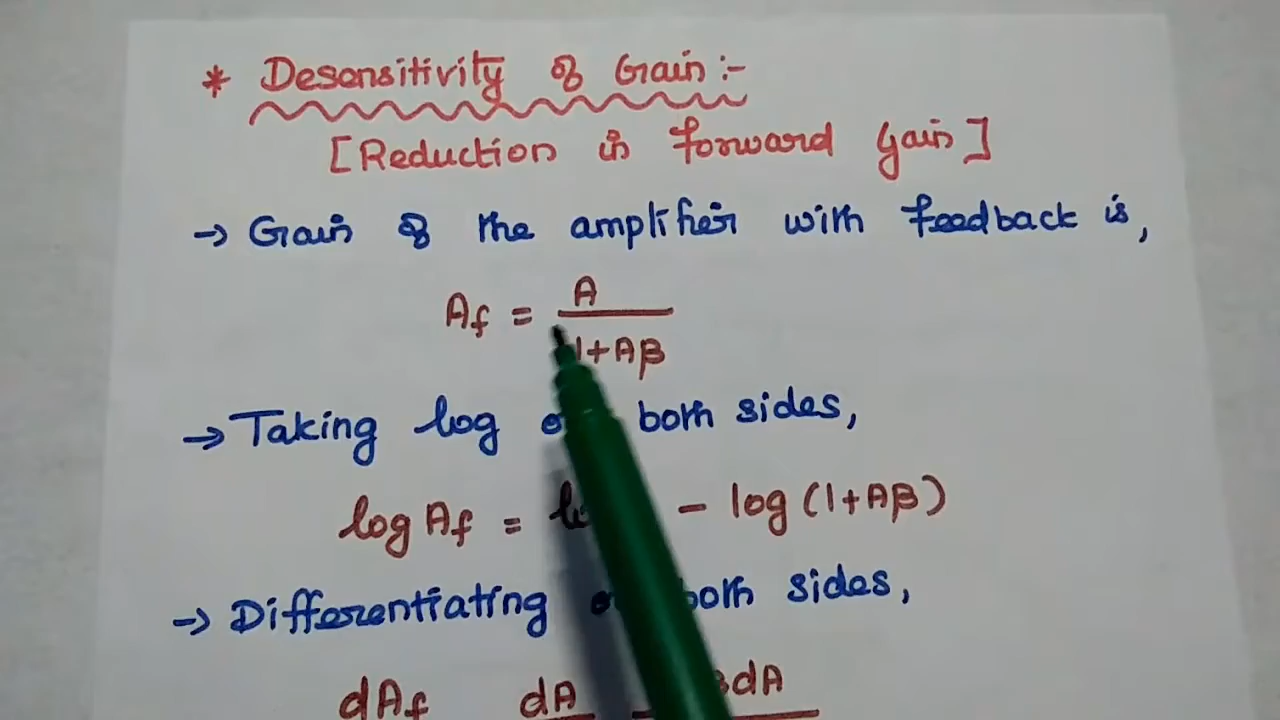 * Desensitivity of Gain :-
[Reduction in forward gain]
→ Gain of the amplifier with feedback is,
Af = A / 1+Aβ
→ Taking log both sides,
log Af = - log (1+Aβ)
→ Differentiating both sides,
dAf dA dA